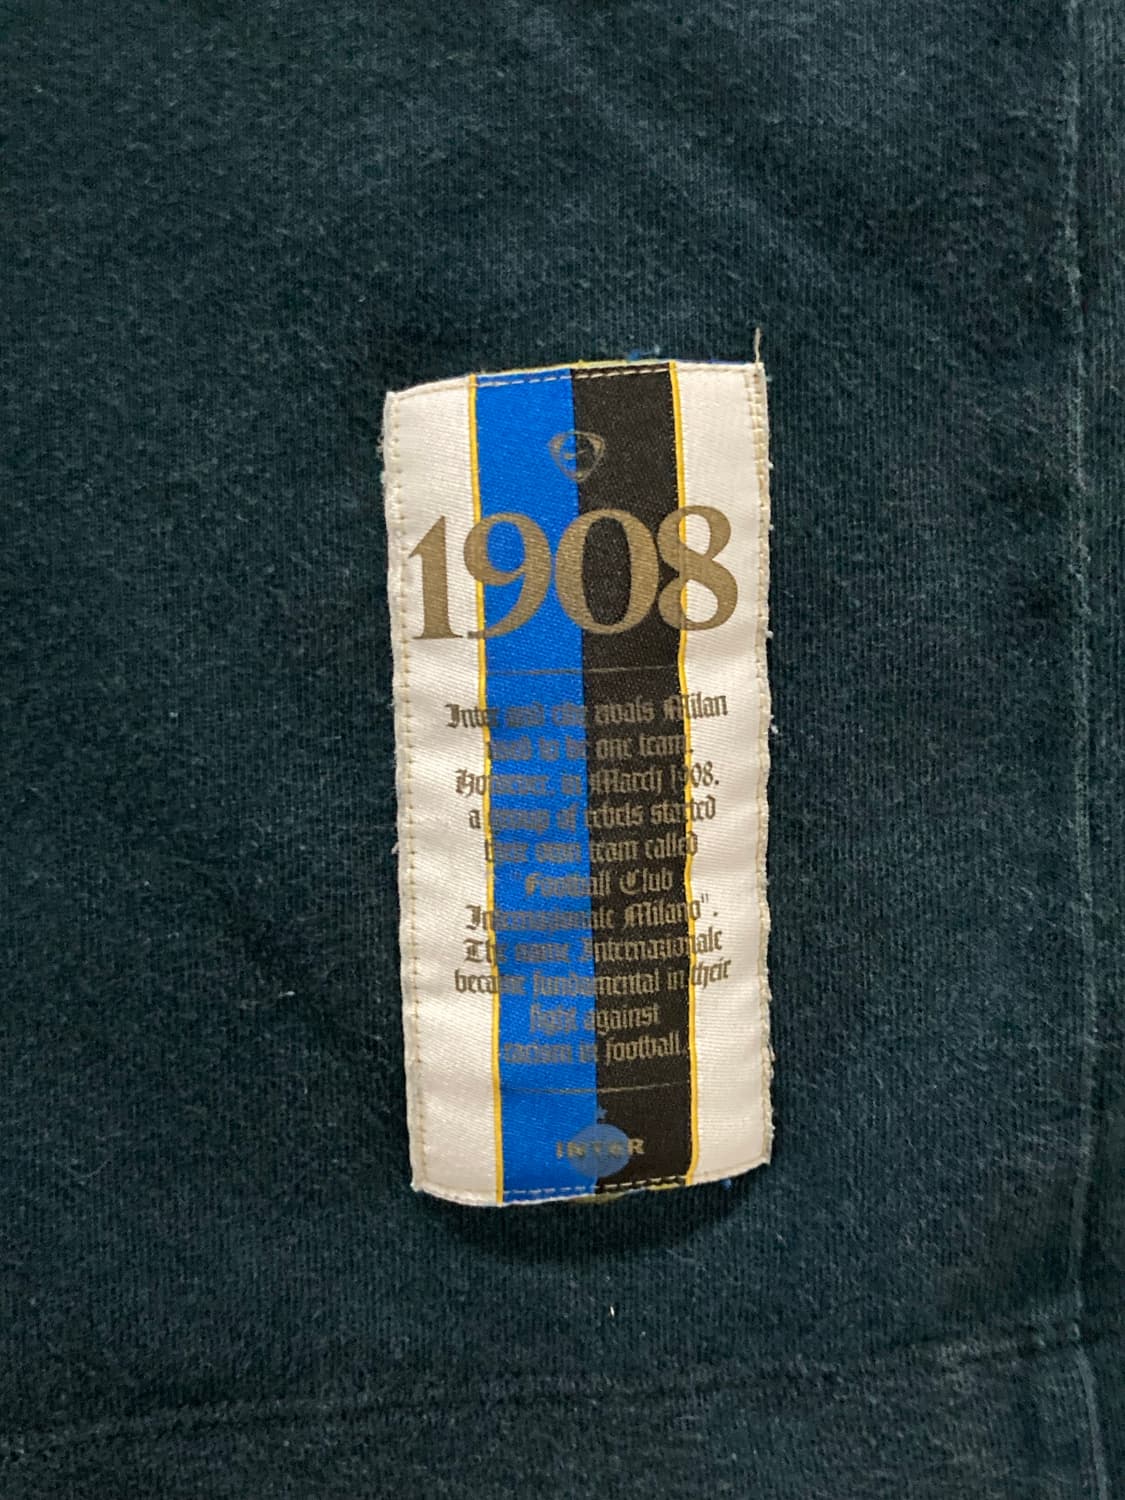 1908
Inter and city rivals Milan
used to be one team.
However, in March 1908.
a group of rebels started
their own team called
"Football Club
Internazionale Milano".
The name Internazionale
became fundamental in their
fight against
racism in football.
INTER